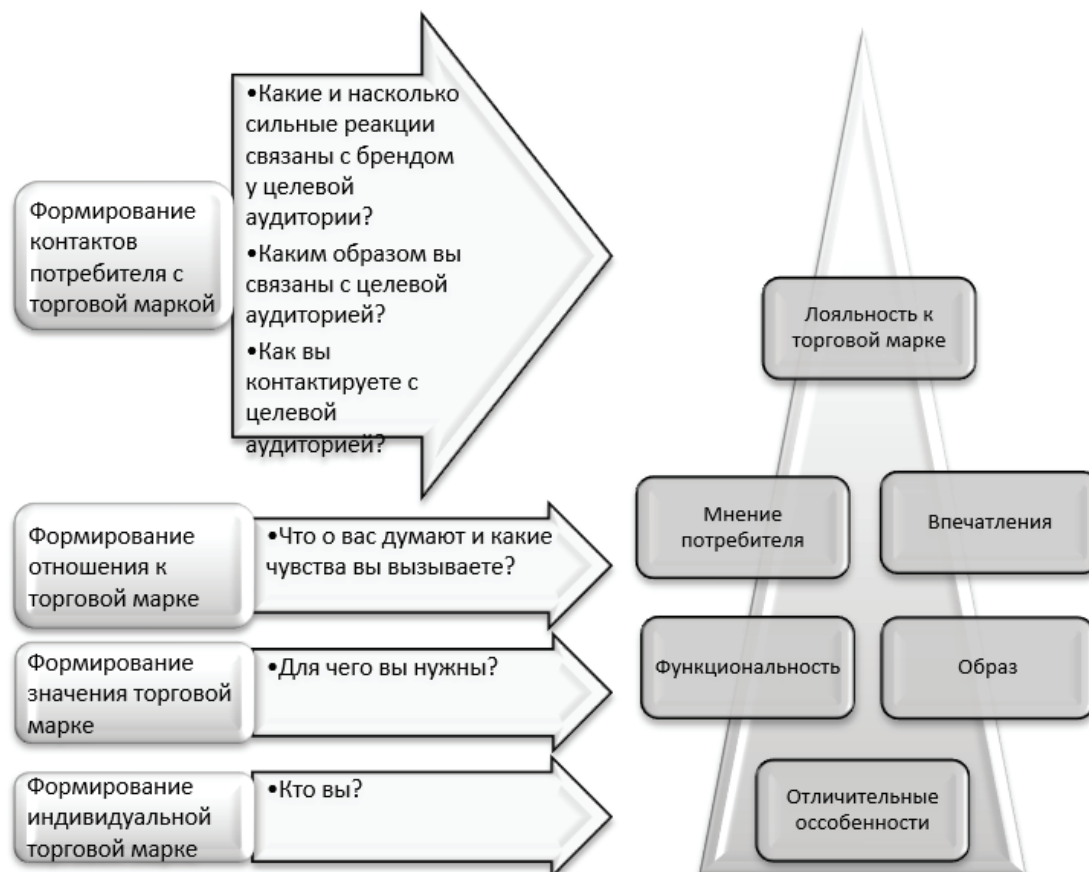 Формирование
контактов
потребителя с
торговой маркой
•Какие и насколько
сильные реакции
связаны с брендом
у целевой
аудитории?
•Каким образом вы
связаны с целевой
аудиторией?
•Как вы
контактируете с
целевой
аудиторией?
Лояльность к
торговой марке
Формирование
отношения к
торговой марке
•Что о вас думают и какие
чувства вы вызываете?
Мнение
потребителя
Впечатления
Формирование
значения торговой
марке
•Для чего вы нужны?
Функциональность
Образ
Формирование
индивидуальной
торговой марке
•Кто вы?
Отличительные
оссобенности